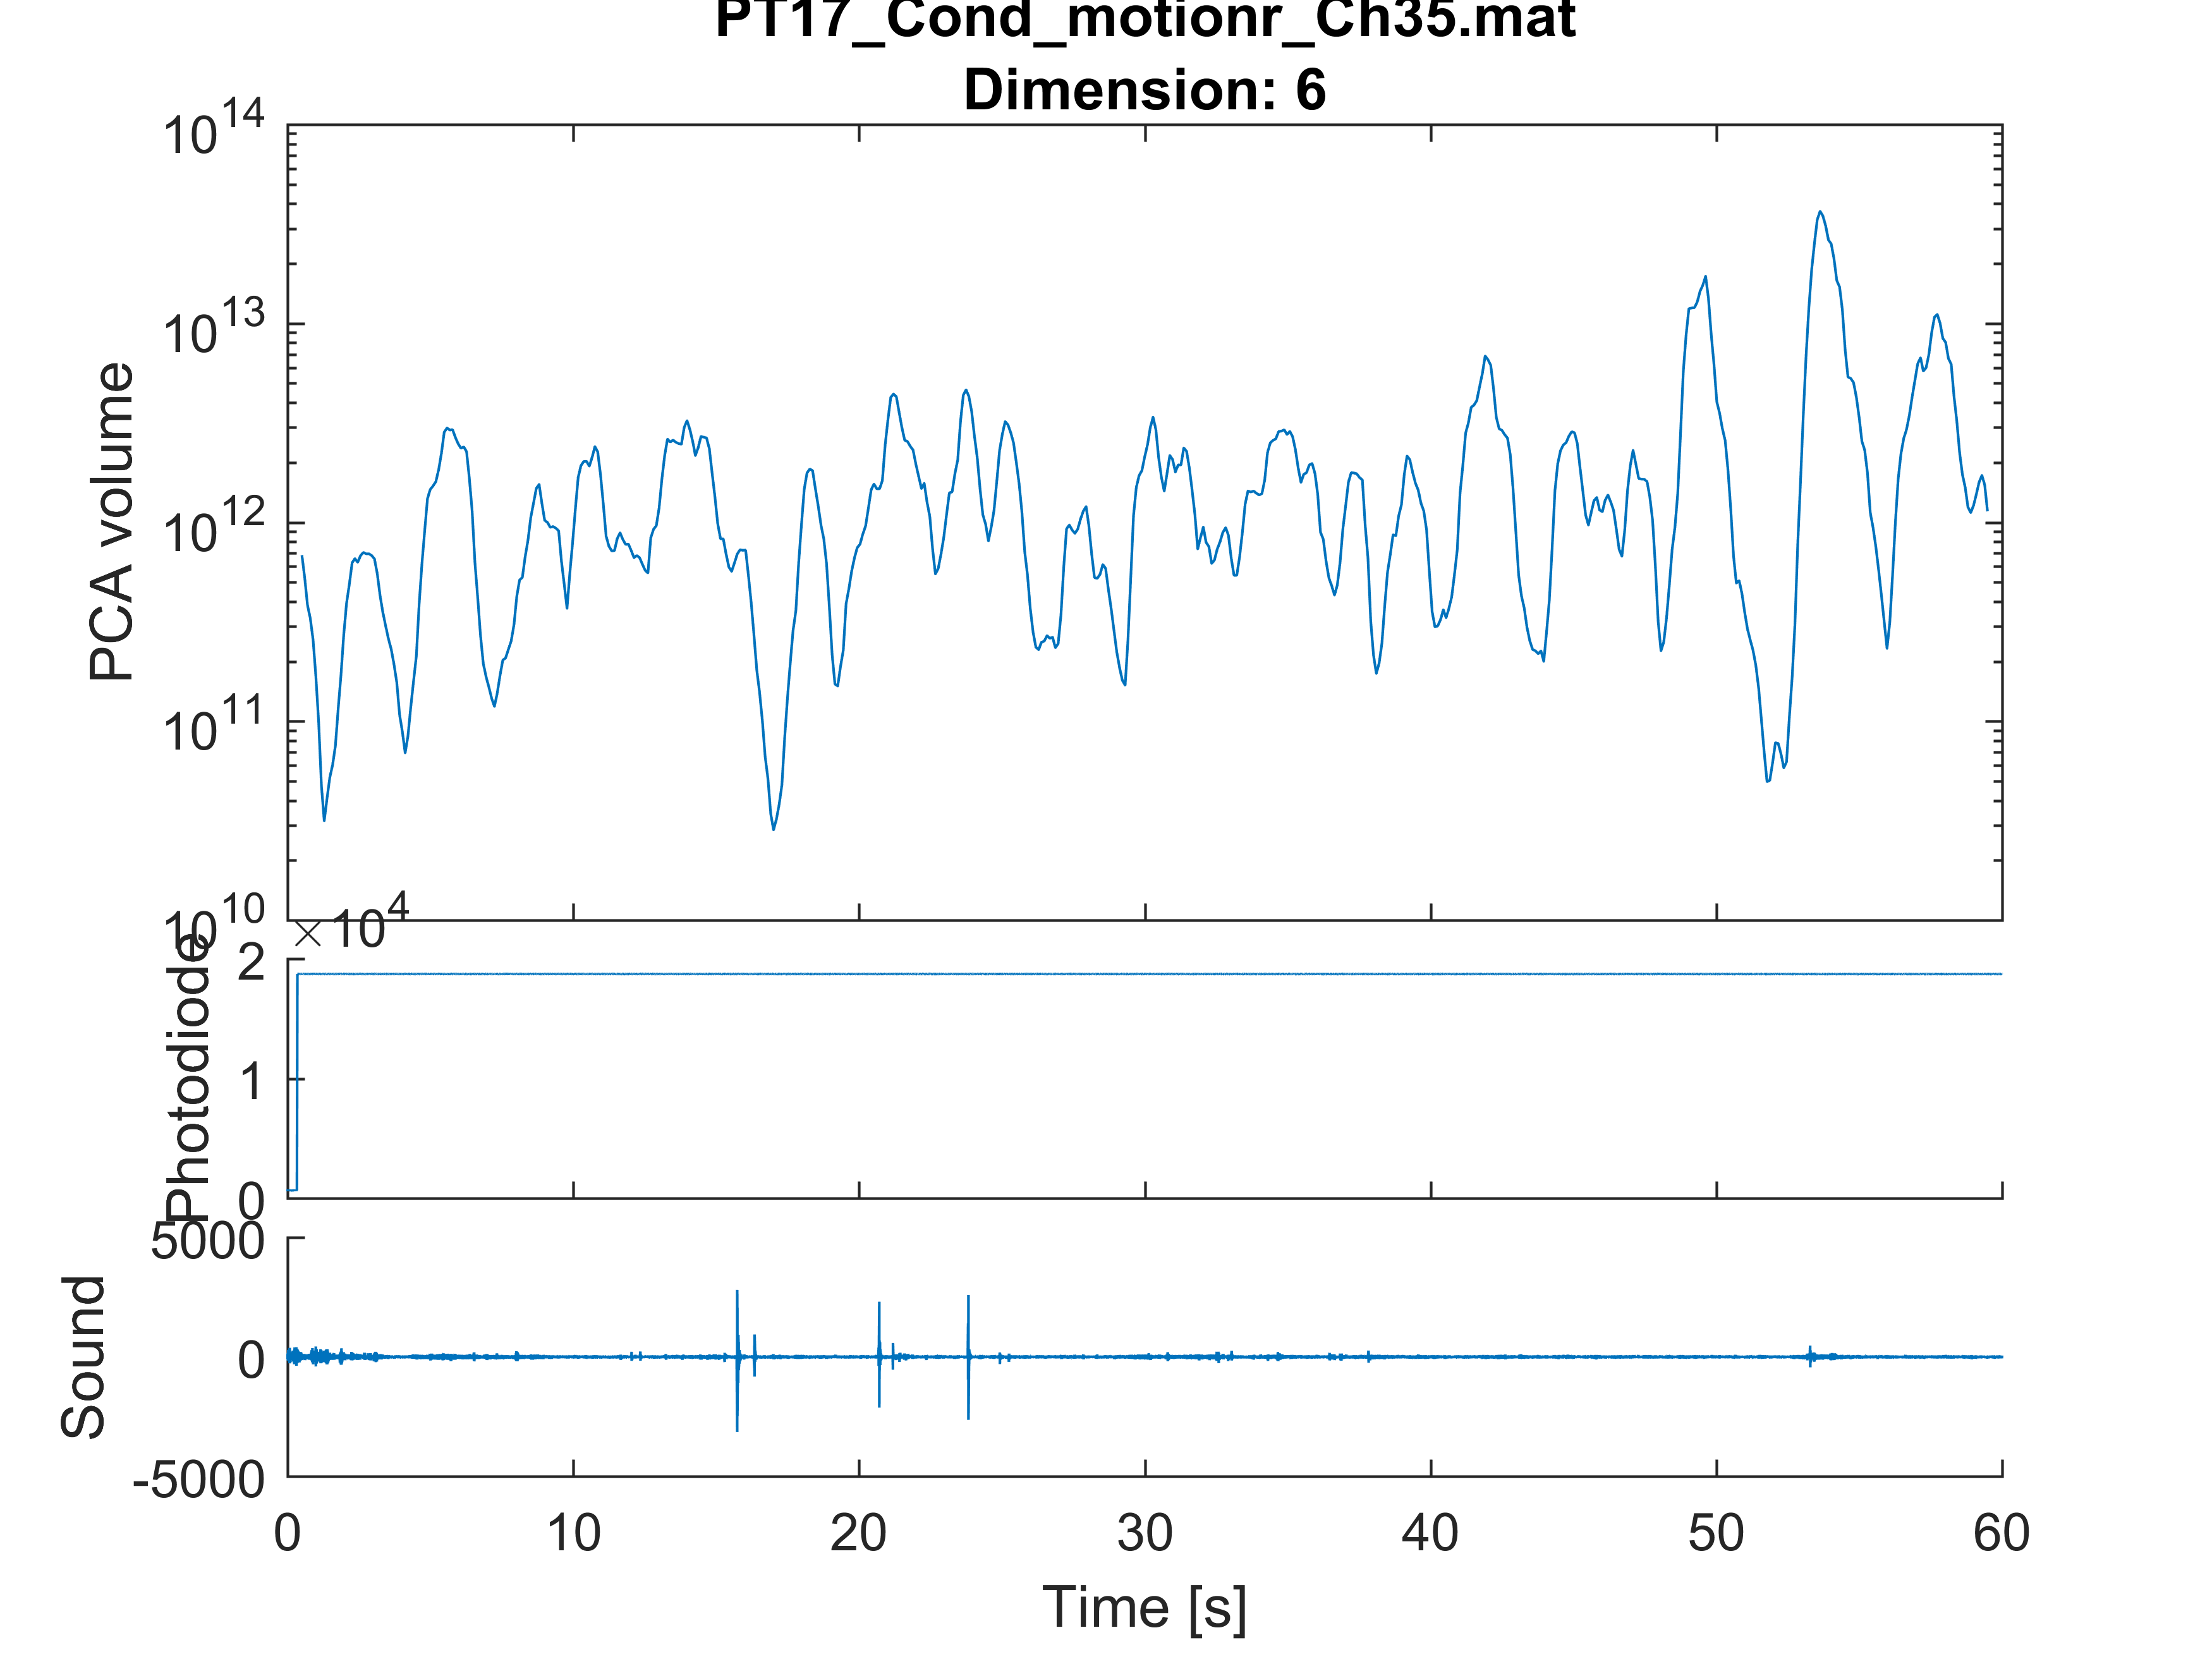 PT17_Cond_motionr_Ch35.mat
Dimension: 6
10^14
10^13
10^12
10^11
10^10
PCA volume
× 10^4
2
1
0
Photodiode
5000
0
-5000
Sound
0 10 20 30 40 50 60
Time [s]